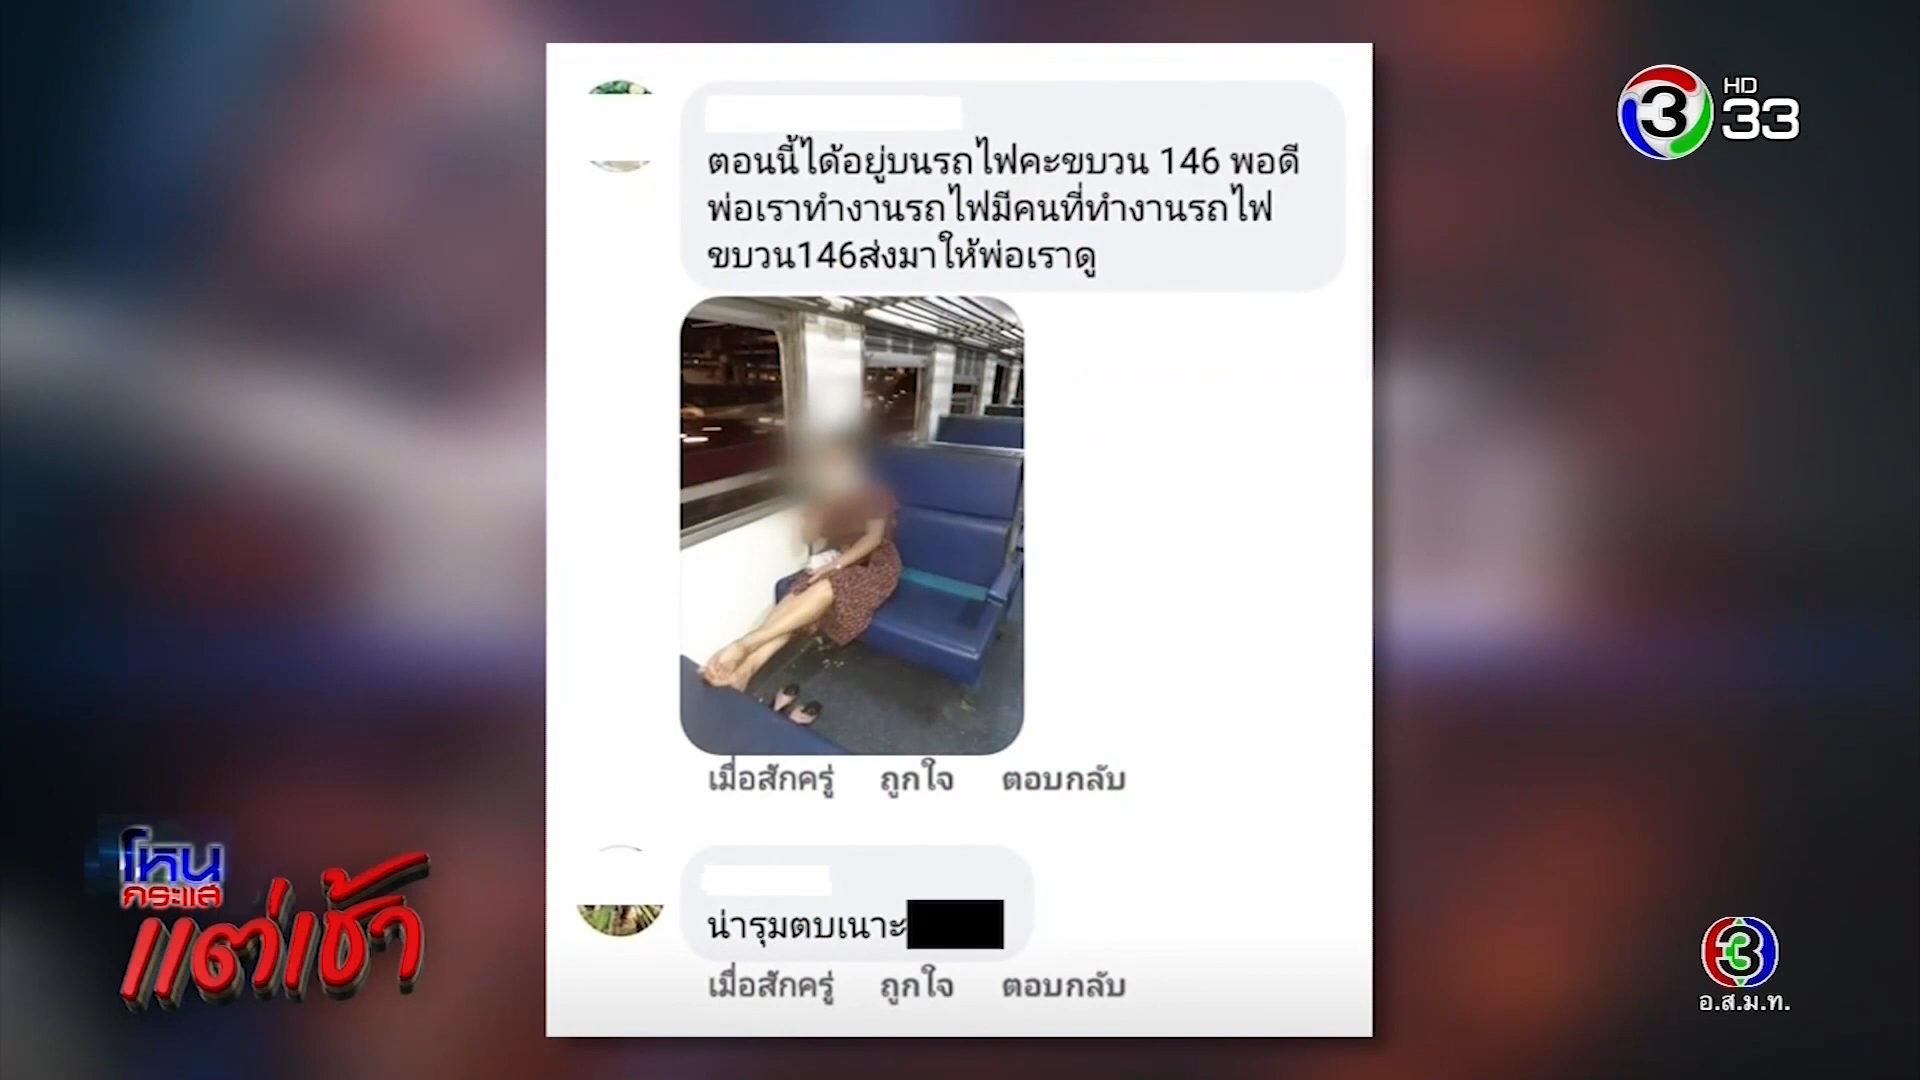 HD
3 33
ตอนนี้ได้อยู่บนรถไฟคะขบวน 146 พอดี
พ่อเราทำงานรถไฟมีคนที่ทำงานรถไฟ
ขบวน146ส่งมาให้พ่อเราดู
เมื่อสักครู่ ถูกใจ ตอบกลับ
น่ารุมตบเนาะ
เมื่อสักครู่ ถูกใจ ตอบกลับ
โหน
กระแส
แต่เช้า
3
อ.ส.ม.ท.